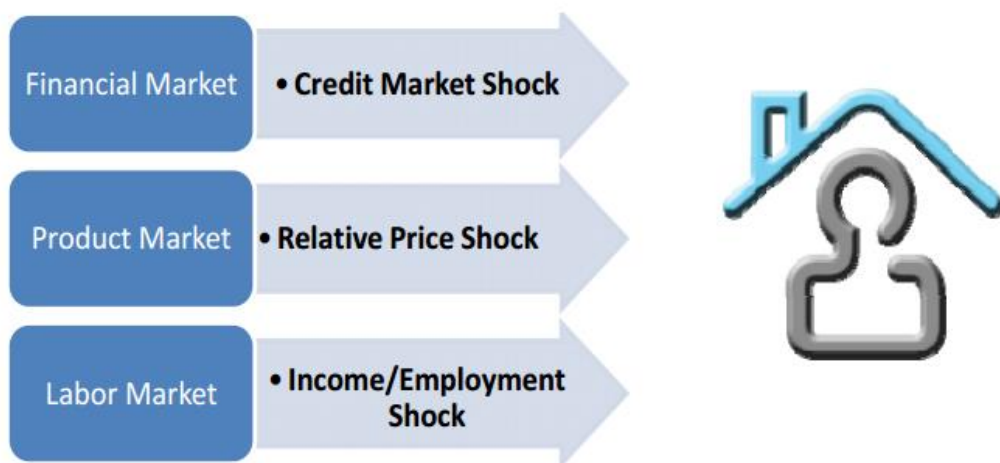 Financial Market
• Credit Market Shock
Product Market
• Relative Price Shock
Labor Market
• Income/Employment
Shock